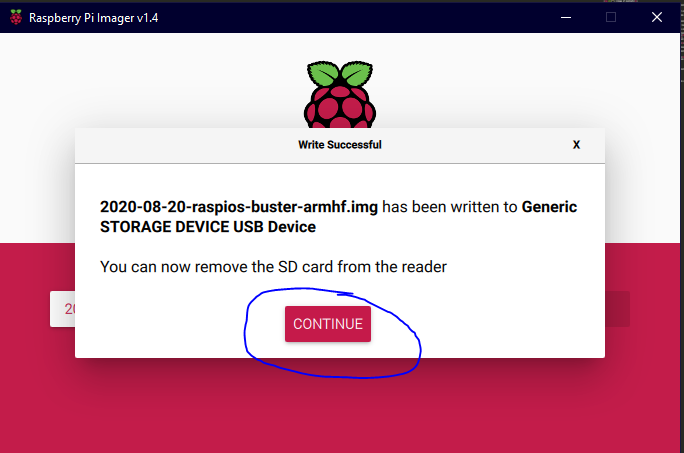 Raspberry Pi Imager v1.4
Write Successful
X
2020-08-20-raspios-buster-armhf.img has been written to Generic
STORAGE DEVICE USB Device
You can now remove the SD card from the reader
20
CONTINUE